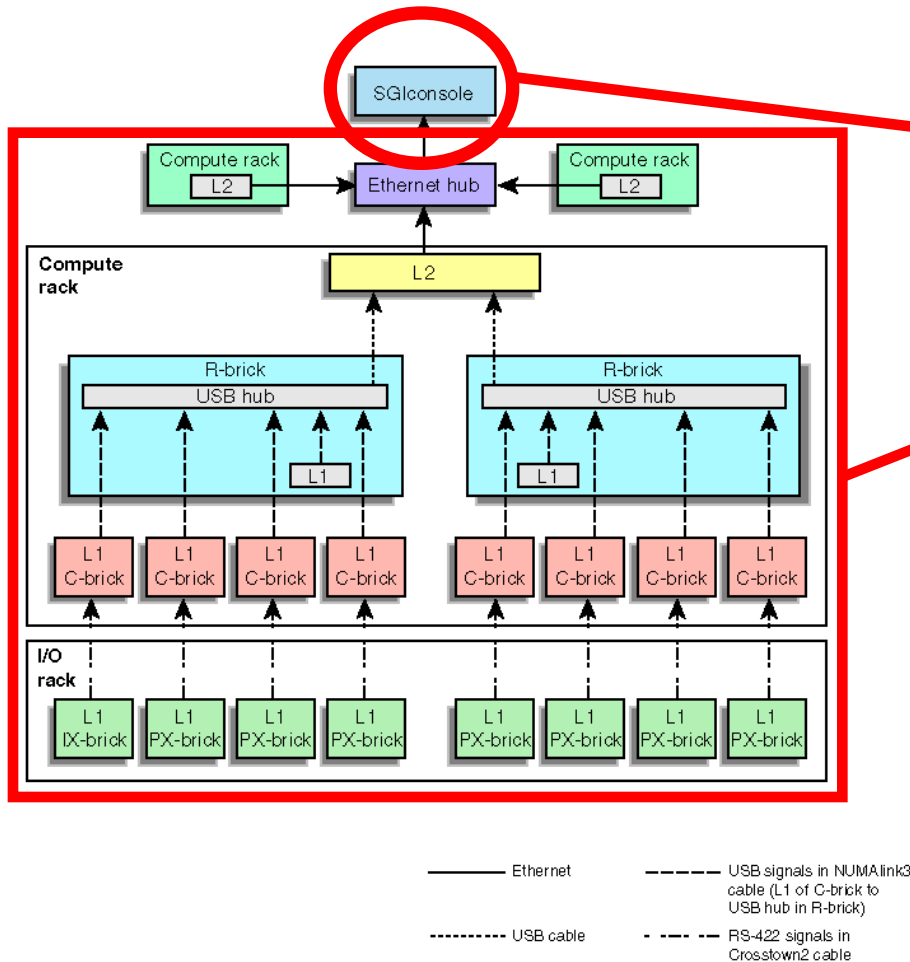 SGIconsole
Compute rack
L2
Ethernet hub
Compute rack
L2
Compute
rack
L2
R-brick
USB hub
L1
R-brick
USB hub
L1
L1
C-brick
L1
C-brick
L1
C-brick
L1
C-brick
L1
C-brick
L1
C-brick
L1
C-brick
L1
C-brick
I/O
rack
L1
IX-brick
L1
PX-brick
L1
PX-brick
L1
PX-brick
L1
PX-brick
L1
PX-brick
L1
PX-brick
L1
PX-brick
Ethernet
USB signals in NUMAlink3
cable (L1 of C-brick to
USB hub in R-brick)
USB cable
RS-422 signals in
Crosstown2 cable